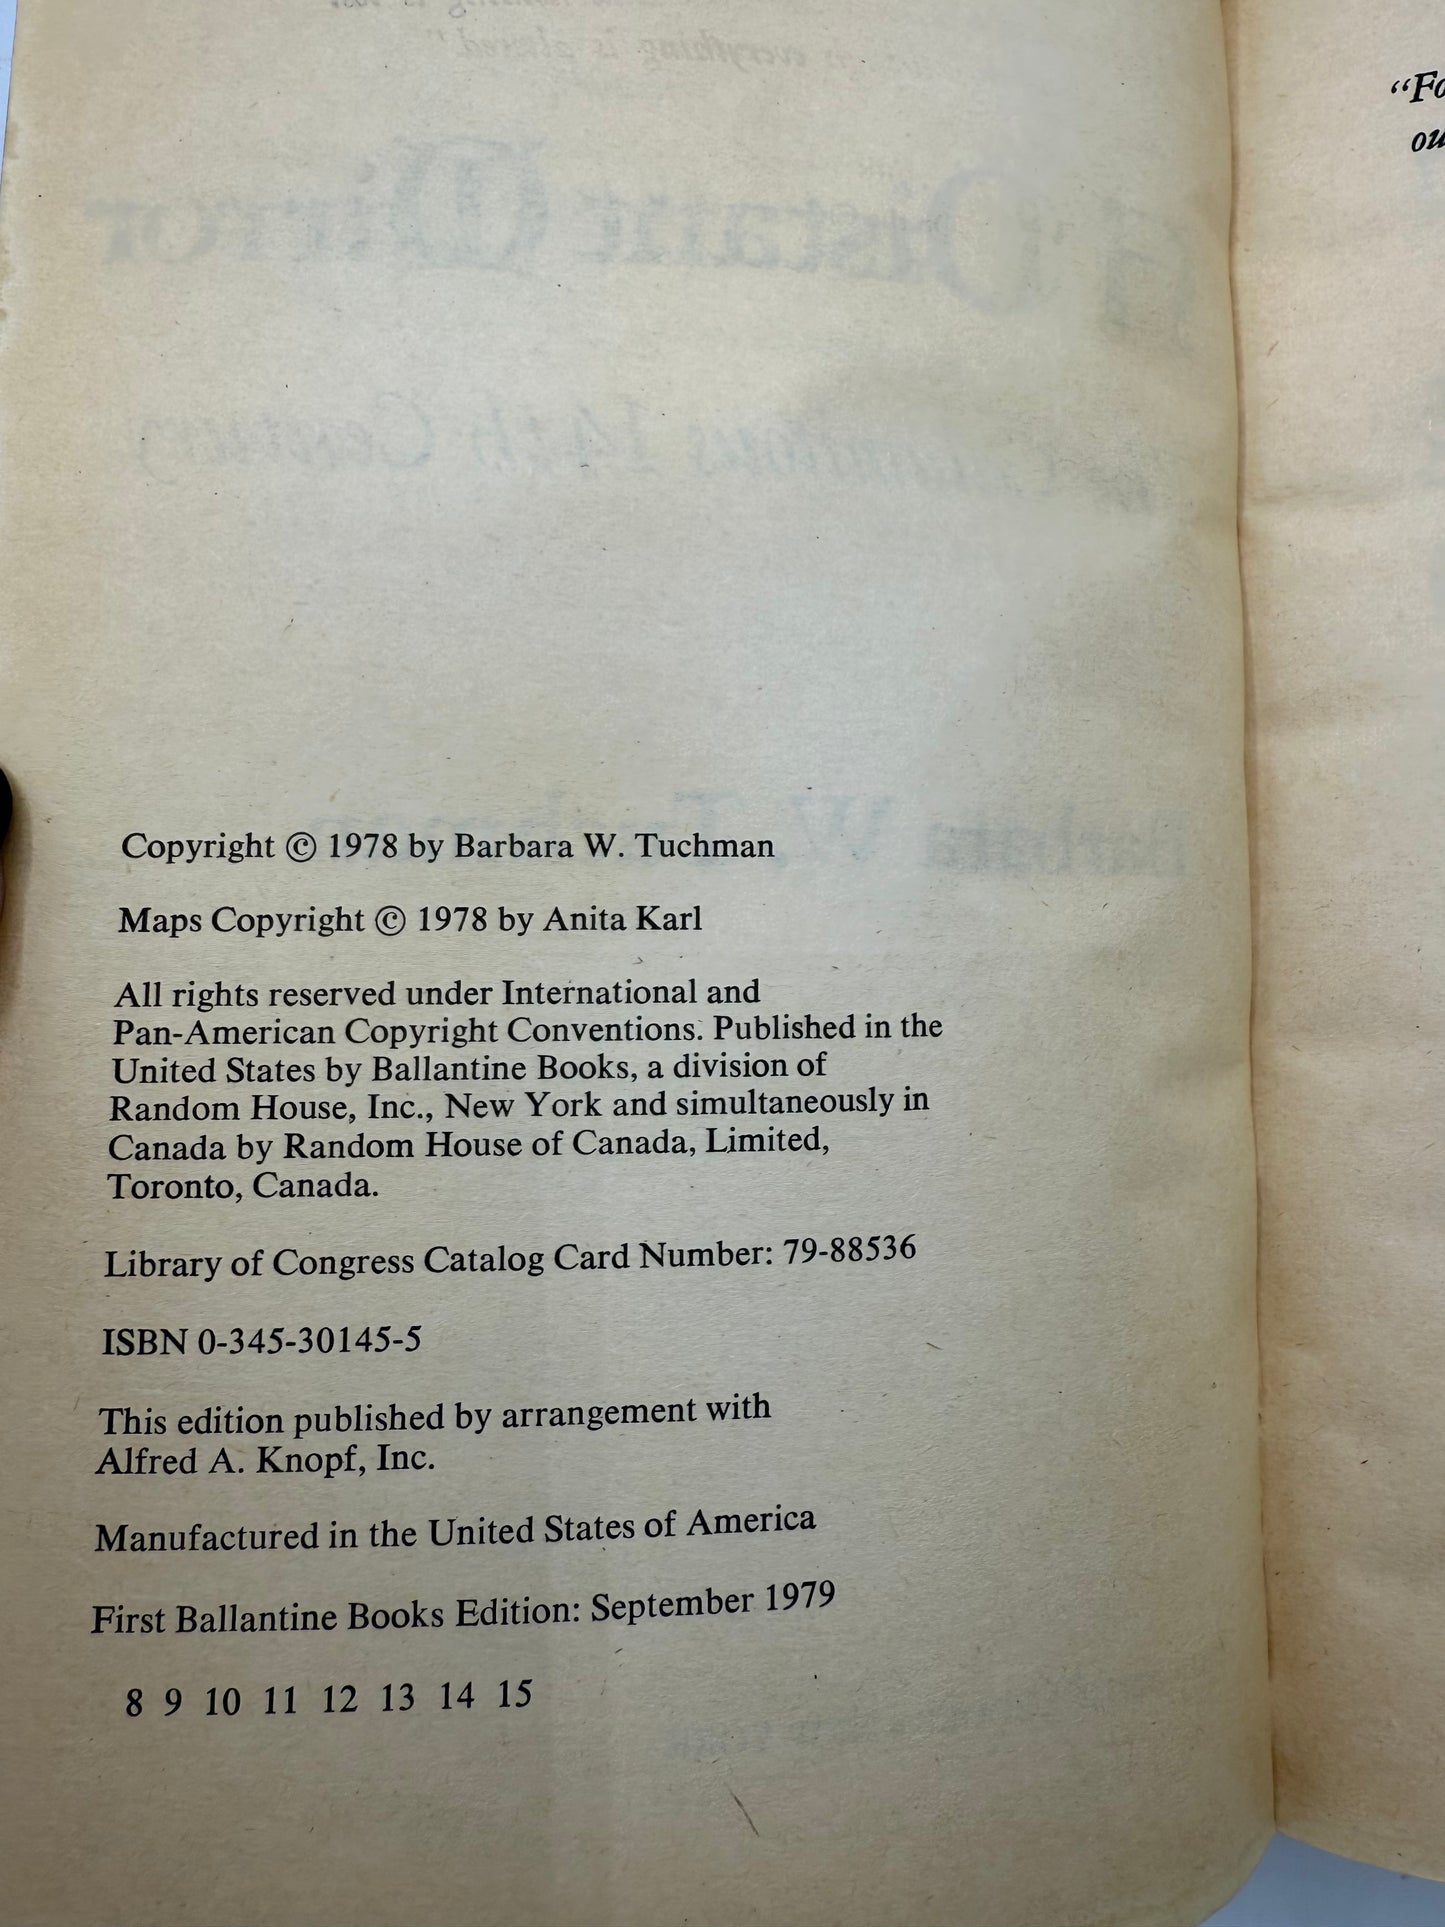 Copyright © 1978 by Barbara W. Tuchman
Maps Copyright © 1978 by Anita Karl
All rights reserved under International and
Pan-American Copyright Conventions. Published in the
United States by Ballantine Books, a division of
Random House, Inc., New York and simultaneously in
Canada by Random House of Canada, Limited,
Toronto, Canada.
Library of Congress Catalog Card Number: 79-88536
ISBN 0-345-30145-5
This edition published by arrangement with
Alfred A. Knopf, Inc.
Manufactured in the United States of America
First Ballantine Books Edition: September 1979
8 9 10 11 12 13 14 15